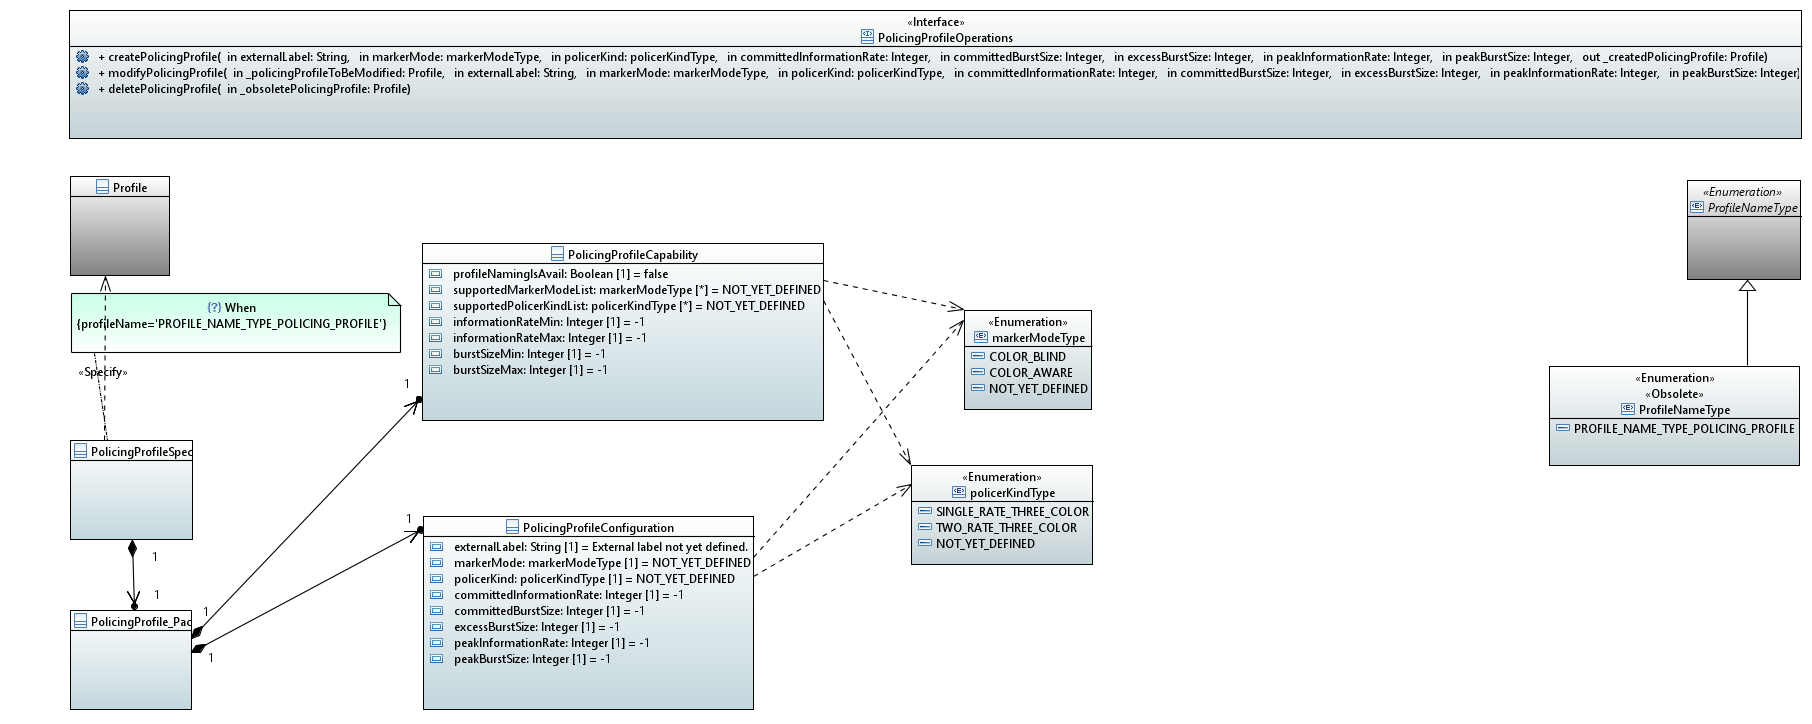 «Interface»
PolicingProfileOperations
+ createPolicingProfile( in externalLabel: String, in markerMode: markerModeType, in policerKind: policerKindType, in committedInformationRate: Integer, in committedBurstSize: Integer, in excessBurstSize: Integer, in peakInformationRate: Integer, in peakBurstSize: Integer, out _createdPolicingProfile: Profile)
+ modifyPolicingProfile( in _policingProfileToBeModified: Profile, in externalLabel: String, in markerMode: markerModeType, in policerKind: policerKindType, in committedInformationRate: Integer, in committedBurstSize: Integer, in excessBurstSize: Integer, in peakInformationRate: Integer, in peakBurstSize: Integer)
+ deletePolicingProfile( in _obsoletePolicingProfile: Profile)
Profile
{?} When
{profileName='PROFILE_NAME_TYPE_POLICING_PROFILE'}
«Specify»
PolicingProfileSpec
1
1
PolicingProfile_Pac
1
1
1
1
PolicingProfileCapability
profileNamingIsAvail: Boolean [1] = false
supportedMarkerModeList: markerModeType [*] = NOT_YET_DEFINED
supportedPolicerKindList: policerKindType [*] = NOT_YET_DEFINED
informationRateMin: Integer [1] = -1
informationRateMax: Integer [1] = -1
burstSizeMin: Integer [1] = -1
burstSizeMax: Integer [1] = -1
PolicingProfileConfiguration
externalLabel: String [1] = External label not yet defined.
markerMode: markerModeType [1] = NOT_YET_DEFINED
policerKind: policerKindType [1] = NOT_YET_DEFINED
committedInformationRate: Integer [1] = -1
committedBurstSize: Integer [1] = -1
excessBurstSize: Integer [1] = -1
peakInformationRate: Integer [1] = -1
peakBurstSize: Integer [1] = -1
«Enumeration»
markerModeType
COLOR_BLIND
COLOR_AWARE
NOT_YET_DEFINED
«Enumeration»
policerKindType
SINGLE_RATE_THREE_COLOR
TWO_RATE_THREE_COLOR
NOT_YET_DEFINED
«Enumeration»
ProfileNameType
«Enumeration»
«Obsolete»
ProfileNameType
PROFILE_NAME_TYPE_POLICING_PROFILE